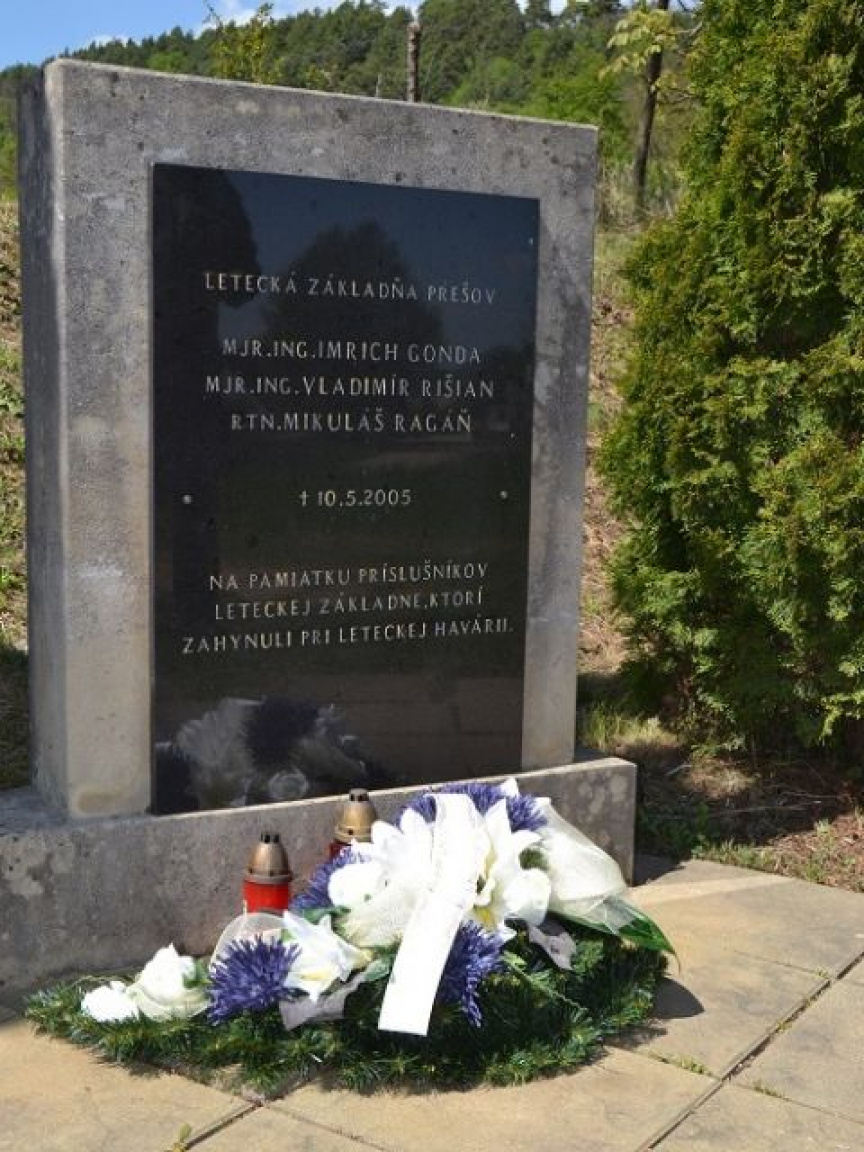 LETECKÁ ZÁKLADŇA PREŠOV
MJR.ING.IMRICH GONDA
MJR.ING.VLADIMÍR RIŠIAN
RTN.MIKULÁŠ RAGÁŇ
†10.5.2005
NA PAMIATKU PRÍSLUŠNÍKOV
LETECKEJ ZÁKLADNE,KTORÍ
ZAHYNULI PRI LETECKEJ HAVÁRII.